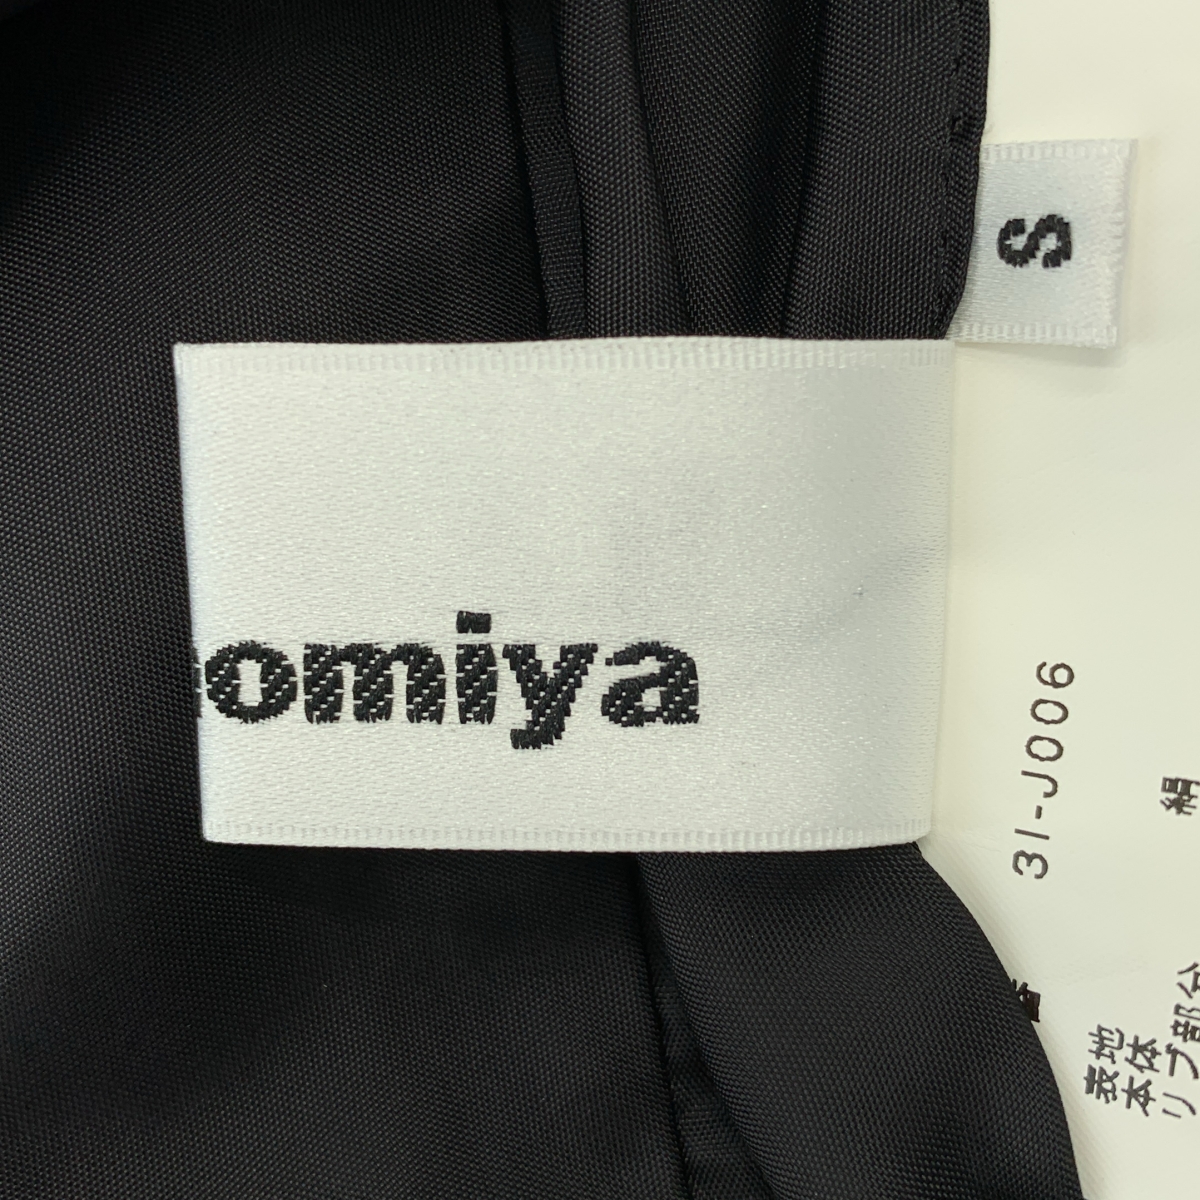 omiya
S
31-J006
絹
表地
本体
リブ部分